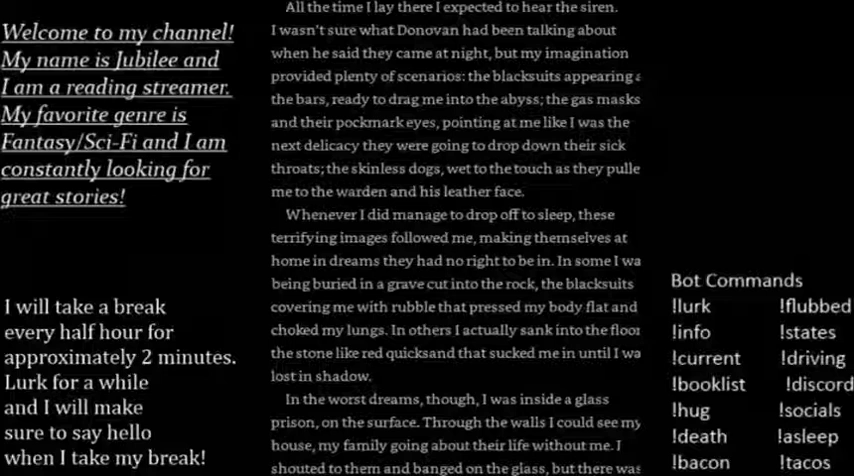 Welcome to my channel!
My name is Jubilee and
I am a reading streamer.
My favorite genre is
Fantasy/Sci-Fi and I am
constantly looking for
great stories!
I will take a break
every half hour for
approximately 2 minutes.
Lurk for a while
and I will make
sure to say hello
when I take my break!
All the time I lay there I expected to hear the siren.
I wasn't sure what Donovan had been talking about
when he said they came at night, but my imagination
provided plenty of scenarios: the blacksuits appearing
the bars, ready to drag me into the abyss; the gas masks
and their pockmark eyes, pointing at me like I was the
next delicacy they were going to drop down their sick
throats; the skinless dogs, wet to the touch as they pulle
me to the warden and his leather face.
Whenever I did manage to drop off to sleep, these
terrifying images followed me, making themselves at
home in dreams they had no right to be in. In some I wa
being buried in a grave cut into the rock, the blacksuits
covering me with rubble that pressed my body flat and
choked my lungs. In others I actually sank into the floor
the stone like red quicksand that sucked me in until I wa
lost in shadow.
In the worst dreams, though, I was inside a glass
prison, on the surface. Through the walls I could see my
house, my family going about their life without me. I
shouted to them and banged on the glass, but there was
Bot Commands
!lurk !flubbed
!info !states
!current !driving
!booklist !discord
!hug !socials
!death !asleep
!bacon !tacos